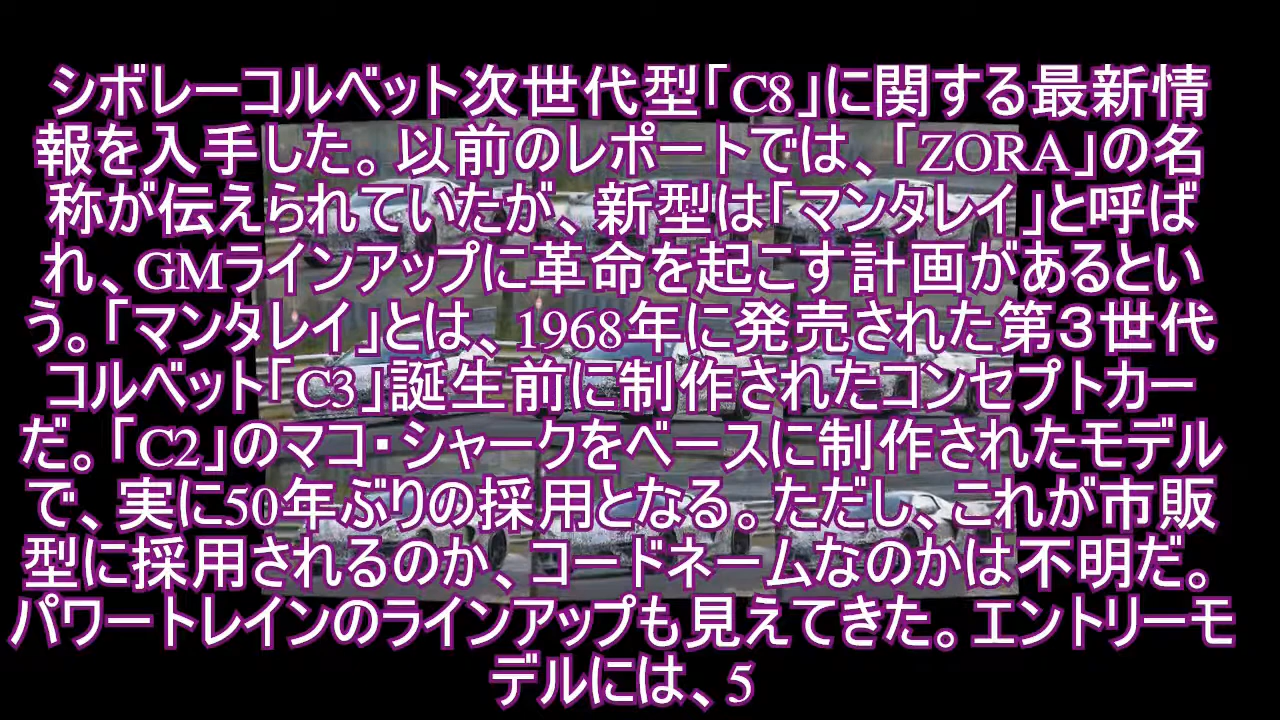 シボレーコルベット次世代型「C8」に関する最新情
報を入手した。以前のレポートでは、「ZORA」の名
称が伝えられていたが、新型は「マンタレイ」と呼ば
れ、GMラインアップに革命を起こす計画があるとい
う。「マンタレイ」とは、1968年に発売された第３世代
コルベット「C3」誕生前に制作されたコンセプトカー
だ。「C2」のマコ・シャークをベースに制作されたモデル
で、実に50年ぶりの採用となる。ただし、これが市販
型に採用されるのか、コードネームなのかは不明だ。
パワートレインのラインアップも見えてきた。エントリーモ
デルには、5